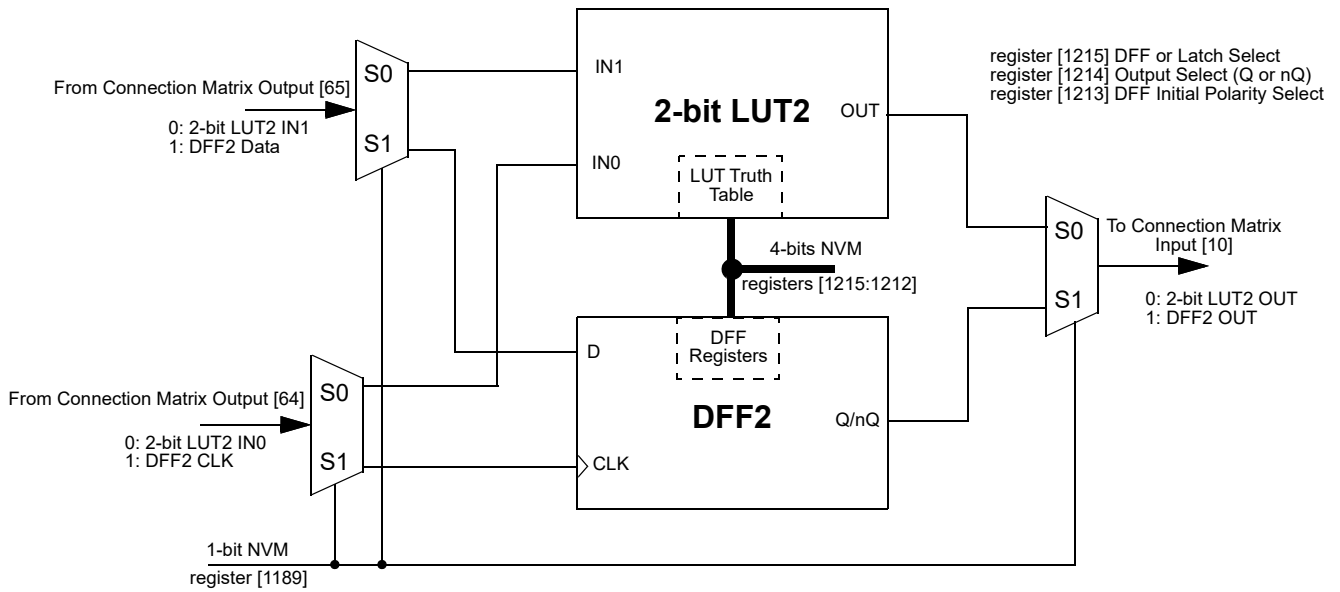 From Connection Matrix Output [65]
0: 2-bit LUT2 IN1
1: DFF2 Data
S0
S1
IN1
IN0
2-bit LUT2
OUT
LUT Truth
Table
register [1215] DFF or Latch Select
register [1214] Output Select (Q or nQ)
register [1213] DFF Initial Polarity Select
4-bits NVM
registers [1215:1212]
S0
S1
To Connection Matrix
Input [10]
0: 2-bit LUT2 OUT
1: DFF2 OUT
From Connection Matrix Output [64]
0: 2-bit LUT2 IN0
1: DFF2 CLK
S0
S1
D
CLK
DFF
Registers
DFF2
Q/nQ
1-bit NVM
register [1189]